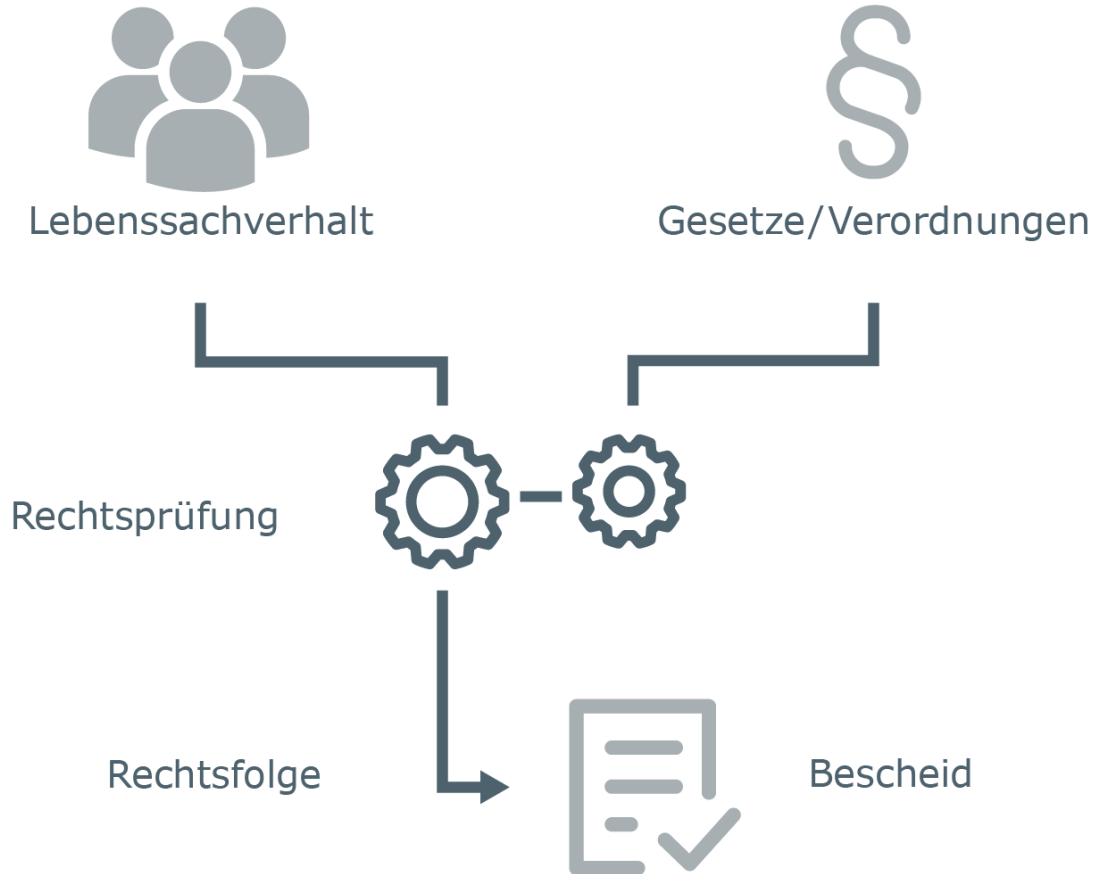 Lebenssachverhalt
Gesetze/Verordnungen
Rechtsprüfung
Rechtsfolge
Bescheid